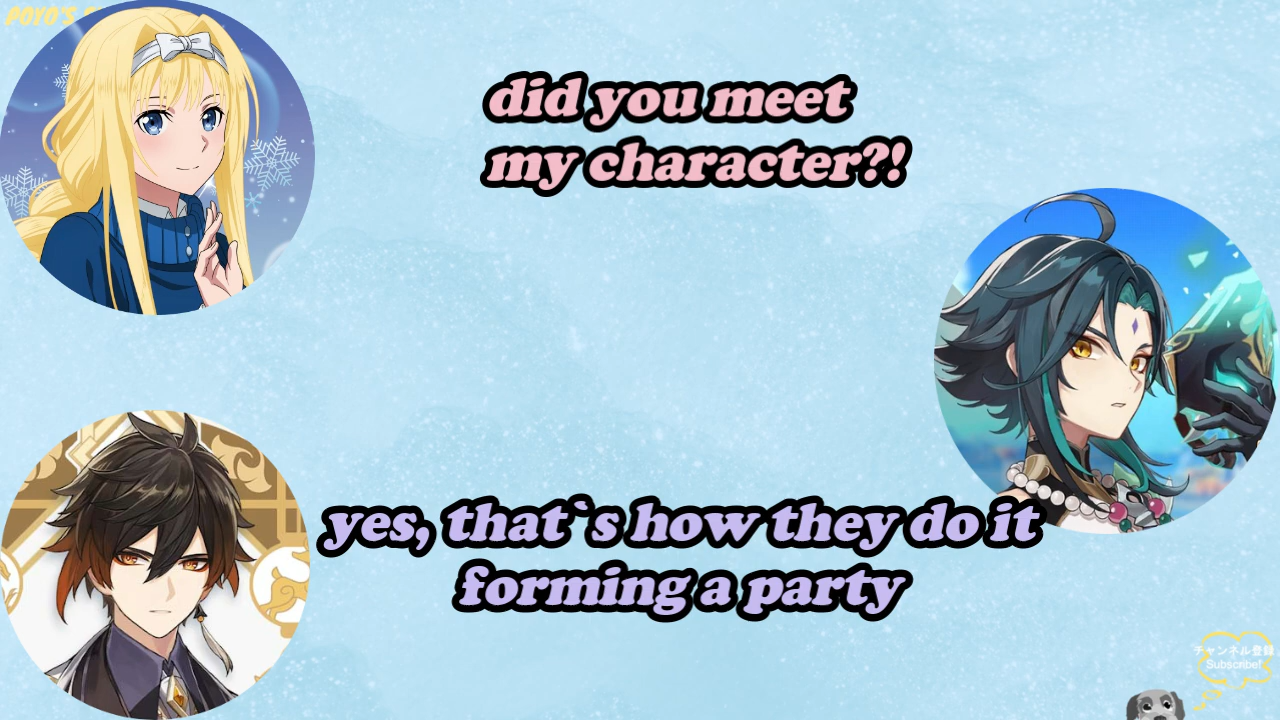 POYO'S
did you meet
my character?!
yes, that`s how they do it
forming a party
チャンネル登録
Subscribe!